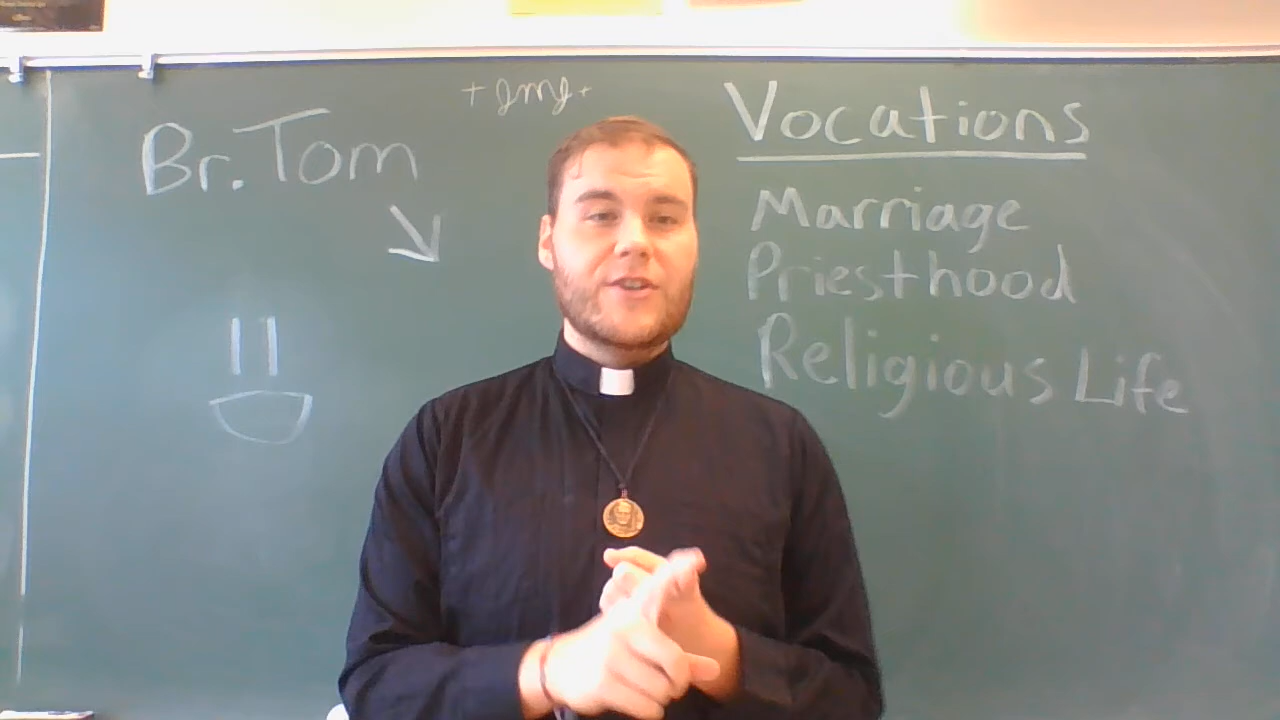 + JMJ +
Br. Tom
Vocations
Marriage
Priesthood
Religious Life